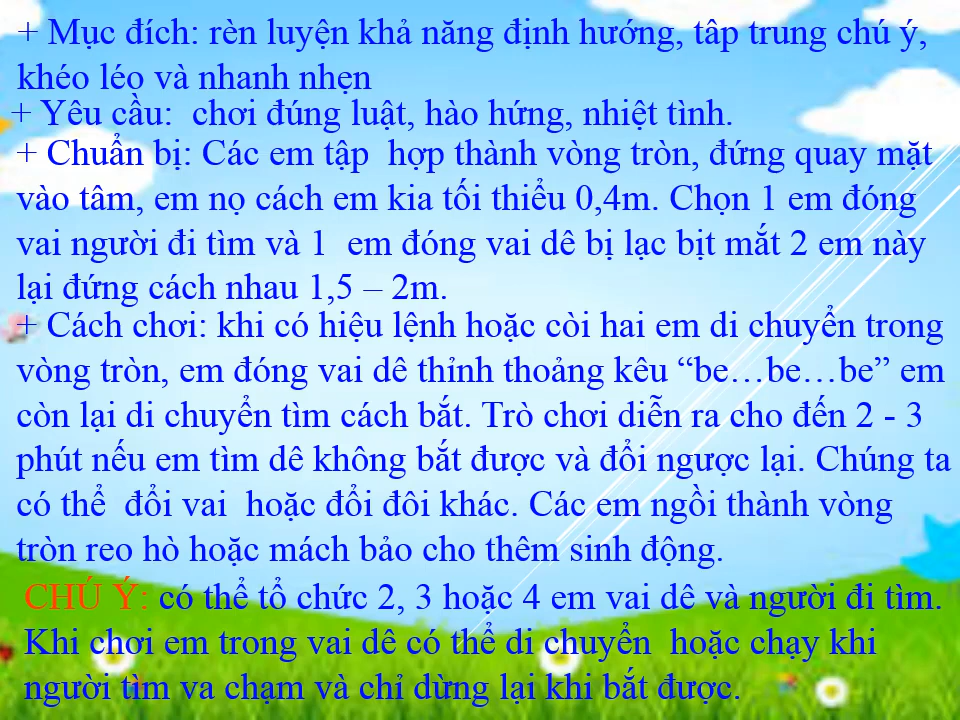 + Mục đích: rèn luyện khả năng định hướng, tâp trung chú ý,
khéo léo và nhanh nhẹn
+ Yêu cầu:  chơi đúng luật, hào hứng, nhiệt tình.
+ Chuẩn bị: Các em tập  hợp thành vòng tròn, đứng quay mặt
vào tâm, em nọ cách em kia tối thiểu 0,4m. Chọn 1 em đóng
vai người đi tìm và 1  em đóng vai dê bị lạc bịt mắt 2 em này
lại đứng cách nhau 1,5 – 2m.
+ Cách chơi: khi có hiệu lệnh hoặc còi hai em di chuyển trong
vòng tròn, em đóng vai dê thỉnh thoảng kêu “be…be…be” em
còn lại di chuyển tìm cách bắt. Trò chơi diễn ra cho đến 2 - 3
phút nếu em tìm dê không bắt được và đổi ngược lại. Chúng ta
có thể  đổi vai  hoặc đổi đôi khác. Các em ngồi thành vòng
tròn reo hò hoặc mách bảo cho thêm sinh động.
CHÚ Ý: có thể tổ chức 2, 3 hoặc 4 em vai dê và người đi tìm.
Khi chơi em trong vai dê có thể di chuyển  hoặc chạy khi
người tìm va chạm và chỉ dừng lại khi bắt được.